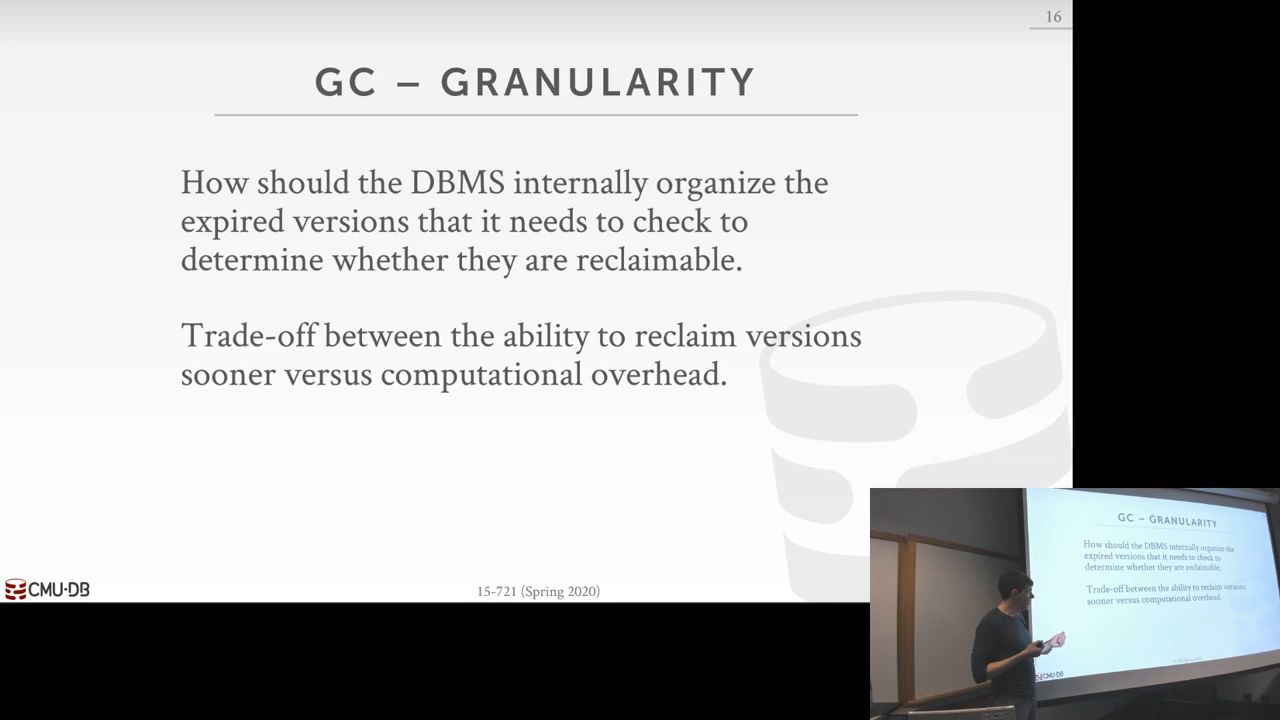 16
GC – GRANULARITY
How should the DBMS internally organize the
expired versions that it needs to check to
determine whether they are reclaimable.
Trade-off between the ability to reclaim versions
sooner versus computational overhead.
CMU·DB
15-721 (Spring 2020)
GC – GRANULARITY
How should the DBMS internally organize the
expired versions that it needs to check to
determine whether they are reclaimable.
Trade-off between the ability to reclaim versions
sooner versus computational overhead.
CMU·DB